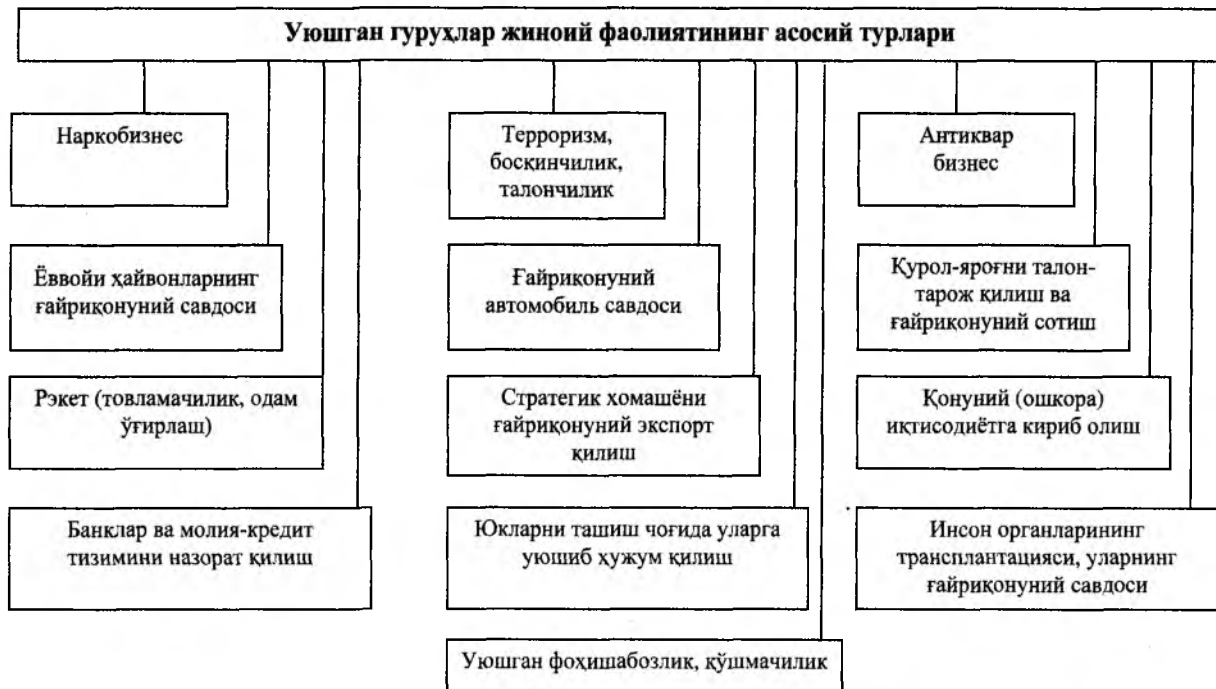 Уюшган гуруҳлар жиноий фаолиятининг асосий турлари
Наркобизнес
Терроризм,
босқинчилик,
талончилик
Антиквар
бизнес
Ёввойи ҳайвонларнинг
ғайриқонуний савдоси
Ғайриқонуний
автомобиль савдоси
Қурол-яроғни талон-
тарож қилиш ва
ғайриқонуний сотиш
Рэкет (товламачилик, одам
ўғирлаш)
Стратегик хомашёни
ғайриқонуний экспорт
қилиш
Қонуний (ошкора)
иқтисодиётга кириб олиш
Банклар ва молия-кредит
тизимини назорат қилиш
Юкларни ташиш чоғида уларга
уюшиб ҳужум қилиш
Инсон органларининг
трансплантацияси, уларнинг
ғайриқонуний савдоси
Уюшган фоҳишабозлик, қўшмачилик